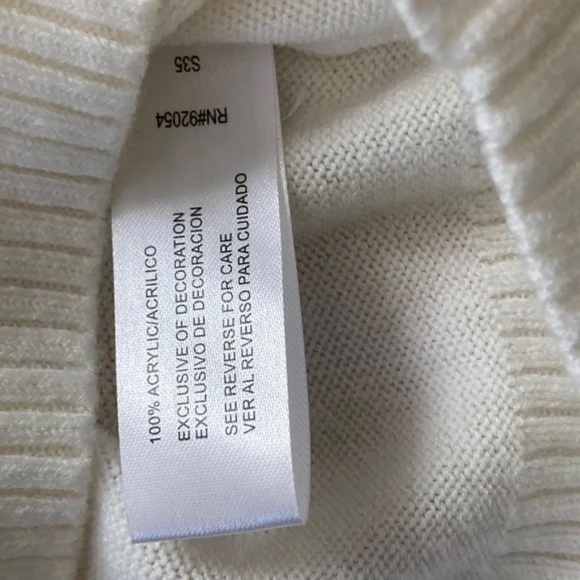 100% ACRYLIC/ACRILICO
EXCLUSIVE OF DECORATION
EXCLUSIVO DE DECORACION
SEE REVERSE FOR CARE
VER AL REVERSO PARA CUIDADO
RN#92054
S35